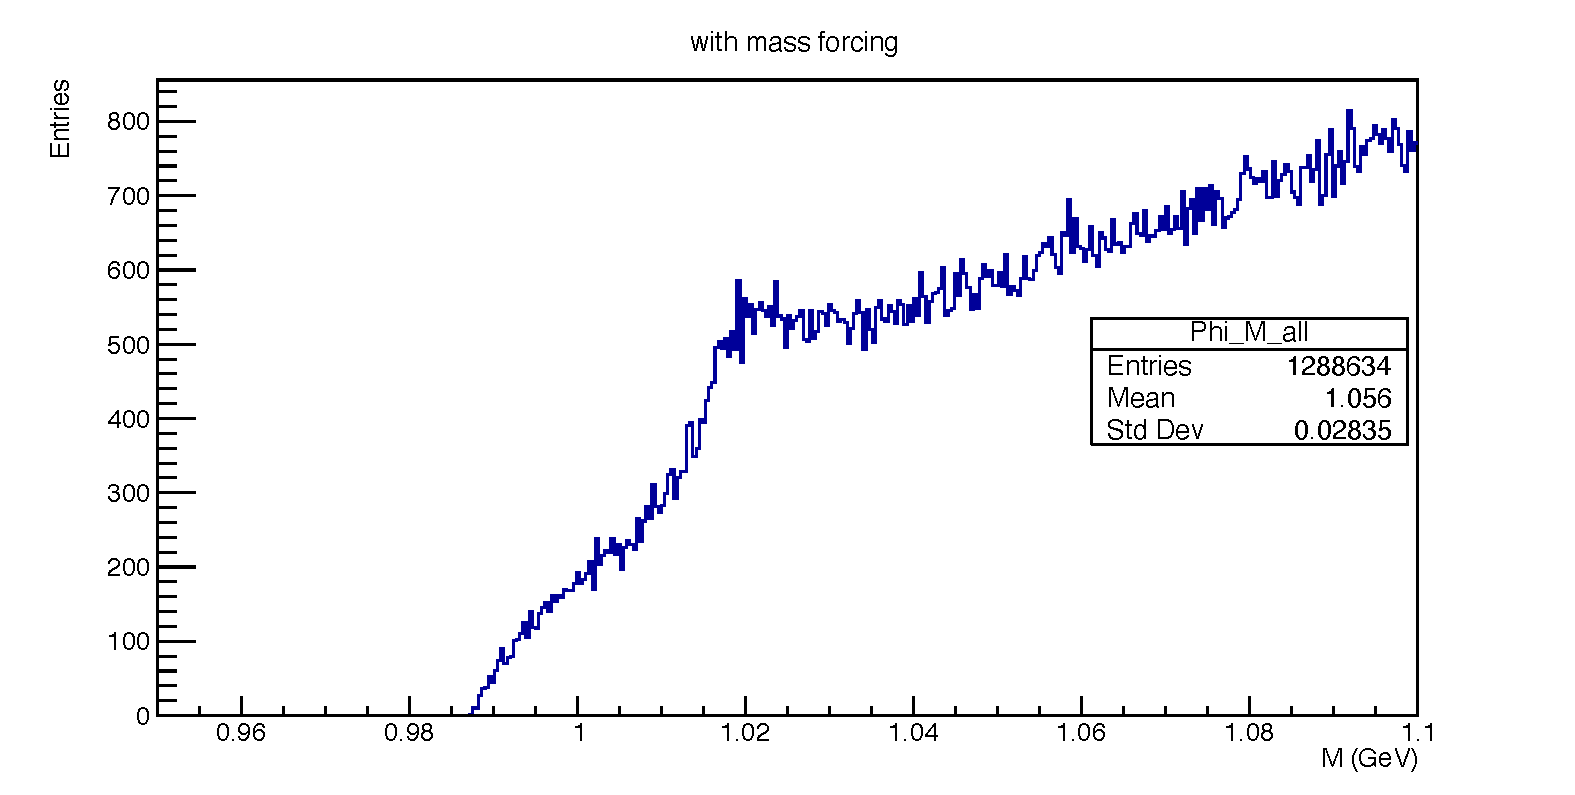 with mass forcing
Entries
800
700
600
500
400
300
200
100
0
Phi_M_all
Entries 1288634
Mean 1.056
Std Dev 0.02835
0.96 0.98 1 1.02 1.04 1.06 1.08 1.1
M (GeV)